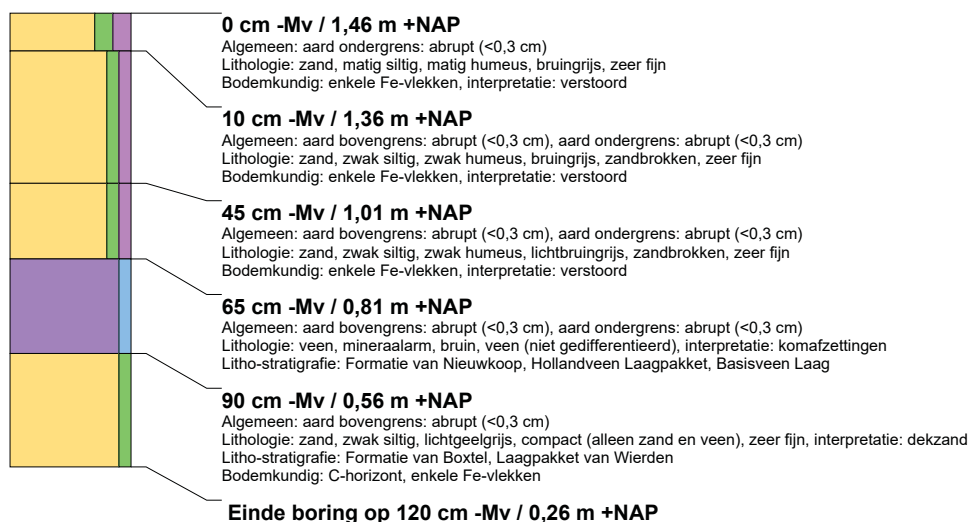 0 cm -Mv / 1,46 m +NAP
Algemeen: aard ondergrens: abrupt (<0,3 cm)
Lithologie: zand, matig siltig, matig humeus, bruingrijs, zeer fijn
Bodemkundig: enkele Fe-vlekken, interpretatie: verstoord
10 cm -Mv / 1,36 m +NAP
Algemeen: aard bovengrens: abrupt (<0,3 cm), aard ondergrens: abrupt (<0,3 cm)
Lithologie: zand, zwak siltig, zwak humeus, bruingrijs, zandbrokken, zeer fijn
Bodemkundig: enkele Fe-vlekken, interpretatie: verstoord
45 cm -Mv / 1,01 m +NAP
Algemeen: aard bovengrens: abrupt (<0,3 cm), aard ondergrens: abrupt (<0,3 cm)
Lithologie: zand, zwak siltig, zwak humeus, lichtbruingrijs, zandbrokken, zeer fijn
Bodemkundig: enkele Fe-vlekken, interpretatie: verstoord
65 cm -Mv / 0,81 m +NAP
Algemeen: aard bovengrens: abrupt (<0,3 cm), aard ondergrens: abrupt (<0,3 cm)
Lithologie: veen, mineraalarm, bruin, veen (niet gedifferentieerd), interpretatie: komafzettingen
Litho-stratigrafie: Formatie van Nieuwkoop, Hollandveen Laagpakket, Basisveen Laag
90 cm -Mv / 0,56 m +NAP
Algemeen: aard bovengrens: abrupt (<0,3 cm)
Lithologie: zand, zwak siltig, lichtgeelgrijs, compact (alleen zand en veen), zeer fijn, interpretatie: dekzand
Litho-stratigrafie: Formatie van Boxtel, Laagpakket van Wierden
Bodemkundig: C-horizont, enkele Fe-vlekken
Einde boring op 120 cm -Mv / 0,26 m +NAP